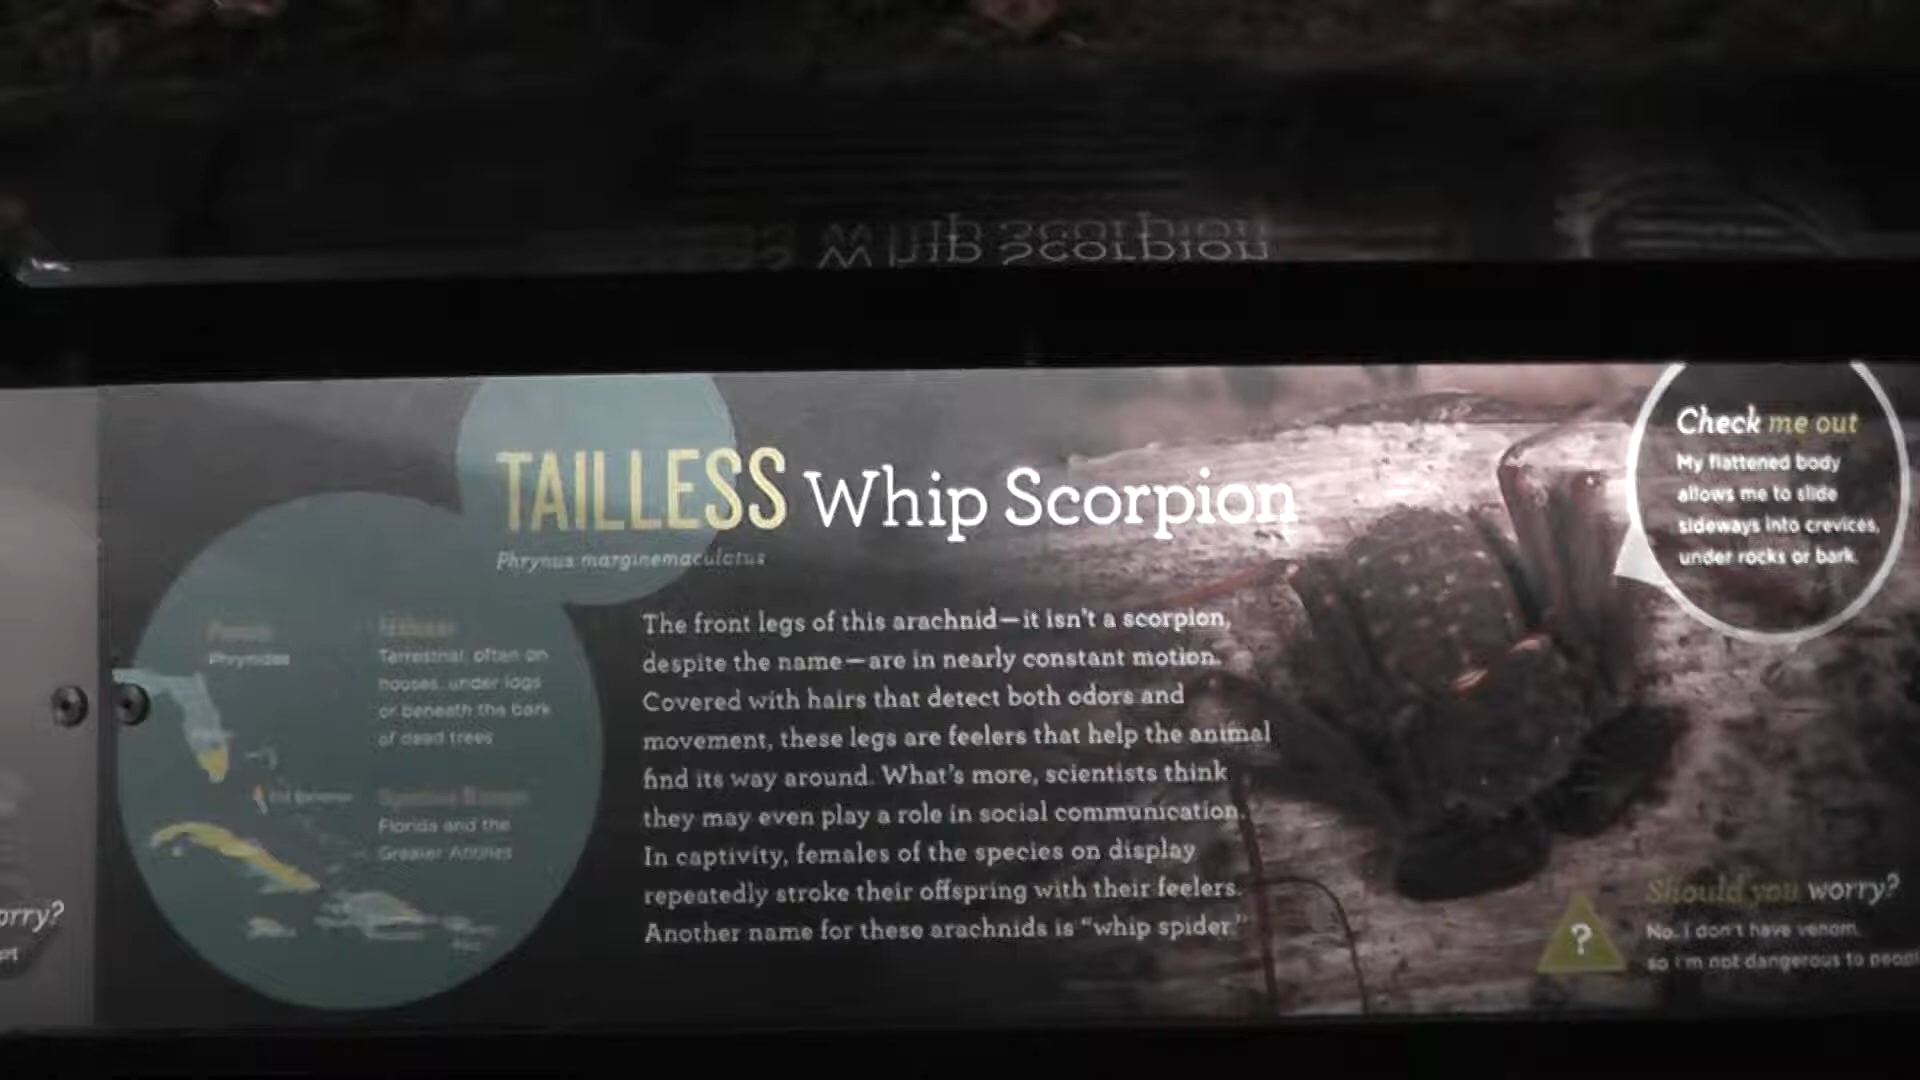 Whip Scorpion
TAILLESS Whip Scorpion
Phrynus marginemaculatus
Phrynidae
Terrestrial, often on
houses, under logs
or beneath the bark
of dead trees
Florida and the
Greater Antilles
The front legs of this arachnid—it isn't a scorpion,
despite the name—are in nearly constant motion.
Covered with hairs that detect both odors and
movement, these legs are feelers that help the animal
find its way around. What's more, scientists think
they may even play a role in social communication.
In captivity, females of the species on display
repeatedly stroke their offspring with their feelers.
Another name for these arachnids is “whip spider”
Check me out
My flattened body
allows me to slide
sideways into crevices,
under rocks or bark.
Should you worry?
?
No. I don't have venom,
so I'm not dangerous to peopl
orry?